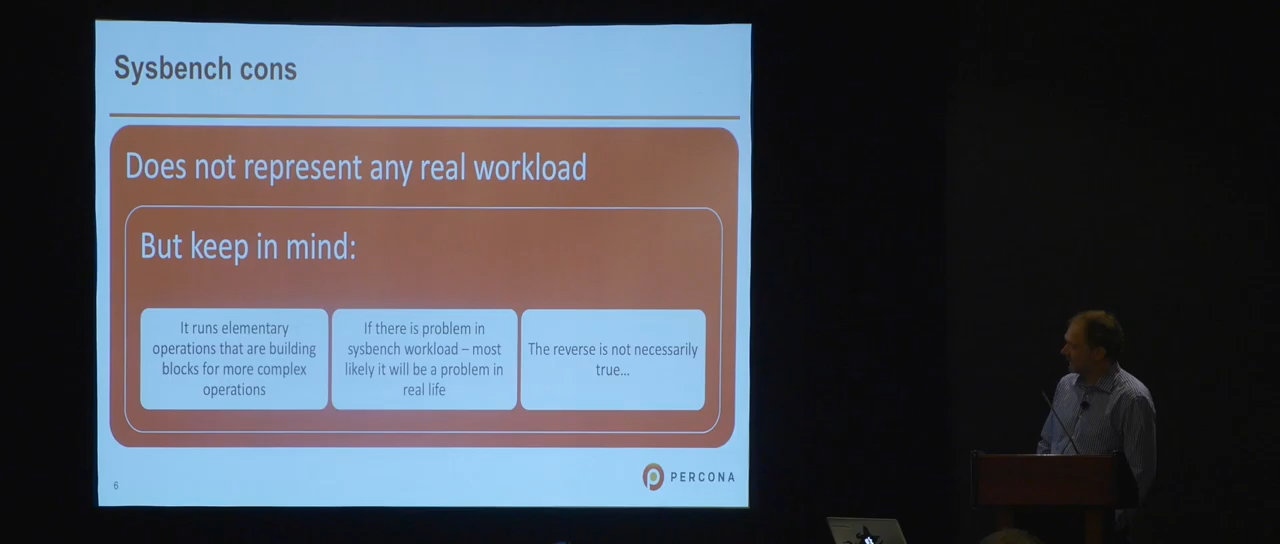 Sysbench cons
Does not represent any real workload
But keep in mind:
It runs elementary
operations that are building
blocks for more complex
operations
If there is problem in
sysbench workload – most
likely it will be a problem in
real life
The reverse is not necessarily
true...
6
PERCONA